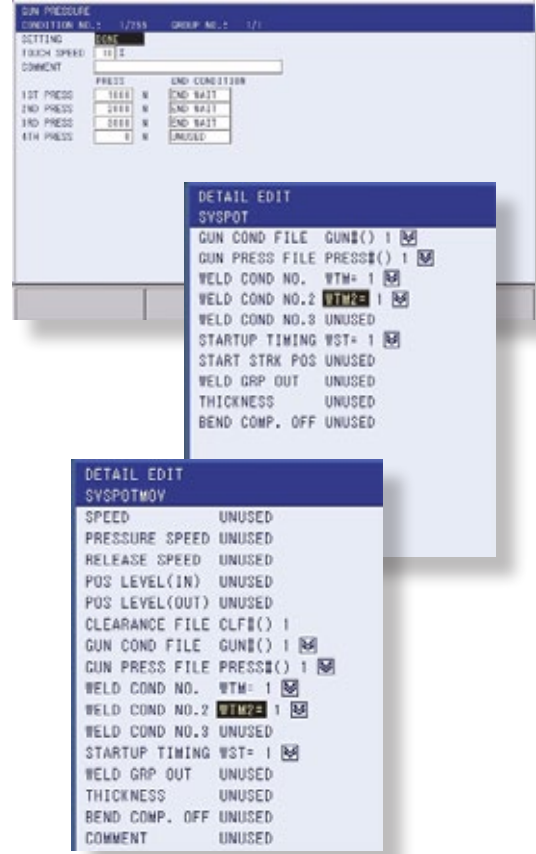 GUN PRESSURE
CONDITION NO.: 1/255 GROUP NO.: 1/1
SETTING DONE
TOUCH SPEED %
COMMENT
PRESS END CONDITION
1ST PRESS 1000 N END WAIT
2ND PRESS 2000 N END WAIT
3RD PRESS 2000 N END WAIT
4TH PRESS 0 N UNUSED
DETAIL EDIT
SVSPOT
GUN COND FILE GUN#() 1
GUN PRESS FILE PRESS#() 1
WELD COND NO. WTM= 1
WELD COND NO.2 WTM2= 1
WELD COND NO.3 UNUSED
STARTUP TIMING WST= 1
START STRK POS UNUSED
WELD GRP OUT UNUSED
THICKNESS UNUSED
BEND COMP. OFF UNUSED
DETAIL EDIT
SVSPOTMOV
SPEED UNUSED
PRESSURE SPEED UNUSED
RELEASE SPEED UNUSED
POS LEVEL(IN) UNUSED
POS LEVEL(OUT) UNUSED
CLEARANCE FILE CLF#() 1
GUN COND FILE GUN#() 1
GUN PRESS FILE PRESS#() 1
WELD COND NO. WTM= 1
WELD COND NO.2 WTM2= 1
WELD COND NO.3 UNUSED
STARTUP TIMING WST= 1
WELD GRP OUT UNUSED
THICKNESS UNUSED
BEND COMP. OFF UNUSED
COMMENT UNUSED